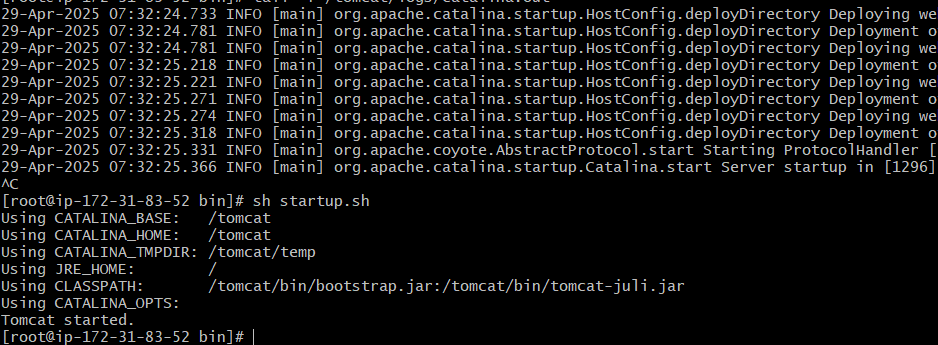 29-Apr-2025 07:32:24.733 INFO [main] org.apache.catalina.startup.HostConfig.deployDirectory Deploying we
29-Apr-2025 07:32:24.781 INFO [main] org.apache.catalina.startup.HostConfig.deployDirectory Deployment o
29-Apr-2025 07:32:24.781 INFO [main] org.apache.catalina.startup.HostConfig.deployDirectory Deploying we
29-Apr-2025 07:32:25.218 INFO [main] org.apache.catalina.startup.HostConfig.deployDirectory Deployment o
29-Apr-2025 07:32:25.221 INFO [main] org.apache.catalina.startup.HostConfig.deployDirectory Deploying we
29-Apr-2025 07:32:25.271 INFO [main] org.apache.catalina.startup.HostConfig.deployDirectory Deployment o
29-Apr-2025 07:32:25.274 INFO [main] org.apache.catalina.startup.HostConfig.deployDirectory Deploying we
29-Apr-2025 07:32:25.318 INFO [main] org.apache.catalina.startup.HostConfig.deployDirectory Deployment o
29-Apr-2025 07:32:25.331 INFO [main] org.apache.coyote.AbstractProtocol.start Starting ProtocolHandler [
29-Apr-2025 07:32:25.366 INFO [main] org.apache.catalina.startup.Catalina.start Server startup in [1296]
^C
[root@ip-172-31-83-52 bin]# sh startup.sh
Using CATALINA_BASE:   /tomcat
Using CATALINA_HOME:   /tomcat
Using CATALINA_TMPDIR: /tomcat/temp
Using JRE_HOME:        /
Using CLASSPATH:       /tomcat/bin/bootstrap.jar:/tomcat/bin/tomcat-juli.jar
Using CATALINA_OPTS:
Tomcat started.
[root@ip-172-31-83-52 bin]#